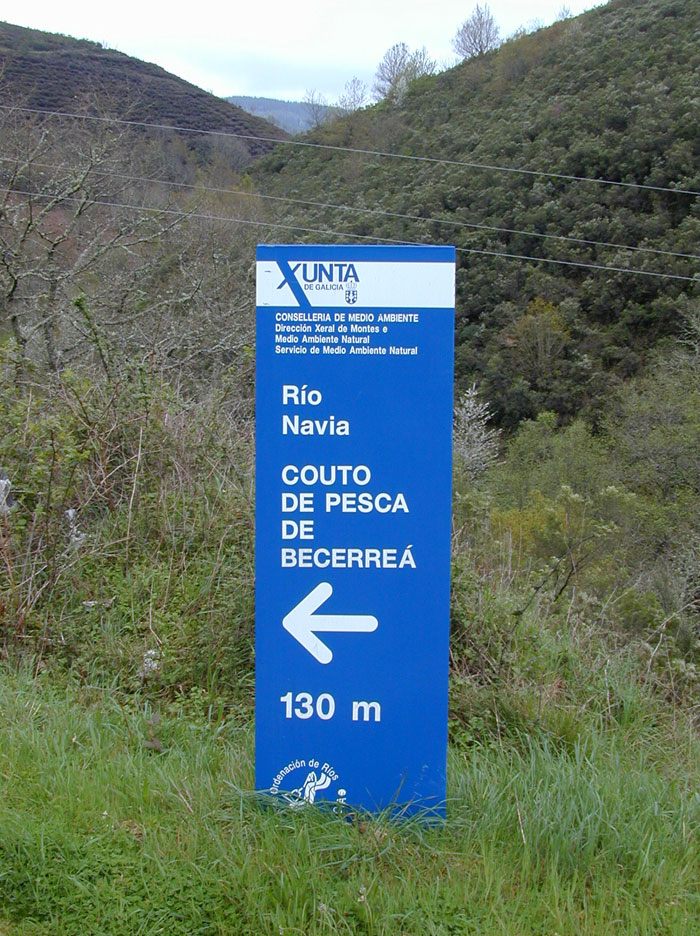 XUNTA
DE GALICIA
CONSELLERIA DE MEDIO AMBIENTE
Dirección Xeral de Montes e
Medio Ambiente Natural
Servicio de Medio Ambiente Natural
Río
Navia
COUTO
DE PESCA
DE
BECERREÁ
130 m
Ordenación de Ríos